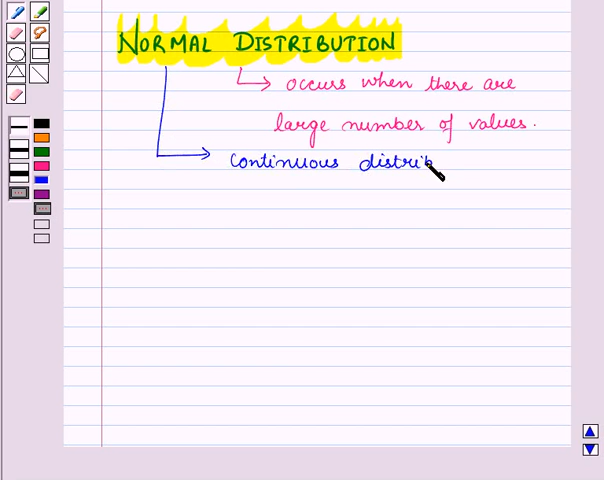 NORMAL DISTRIBUTION
occurs when there are
large number of values.
Continuous distrib